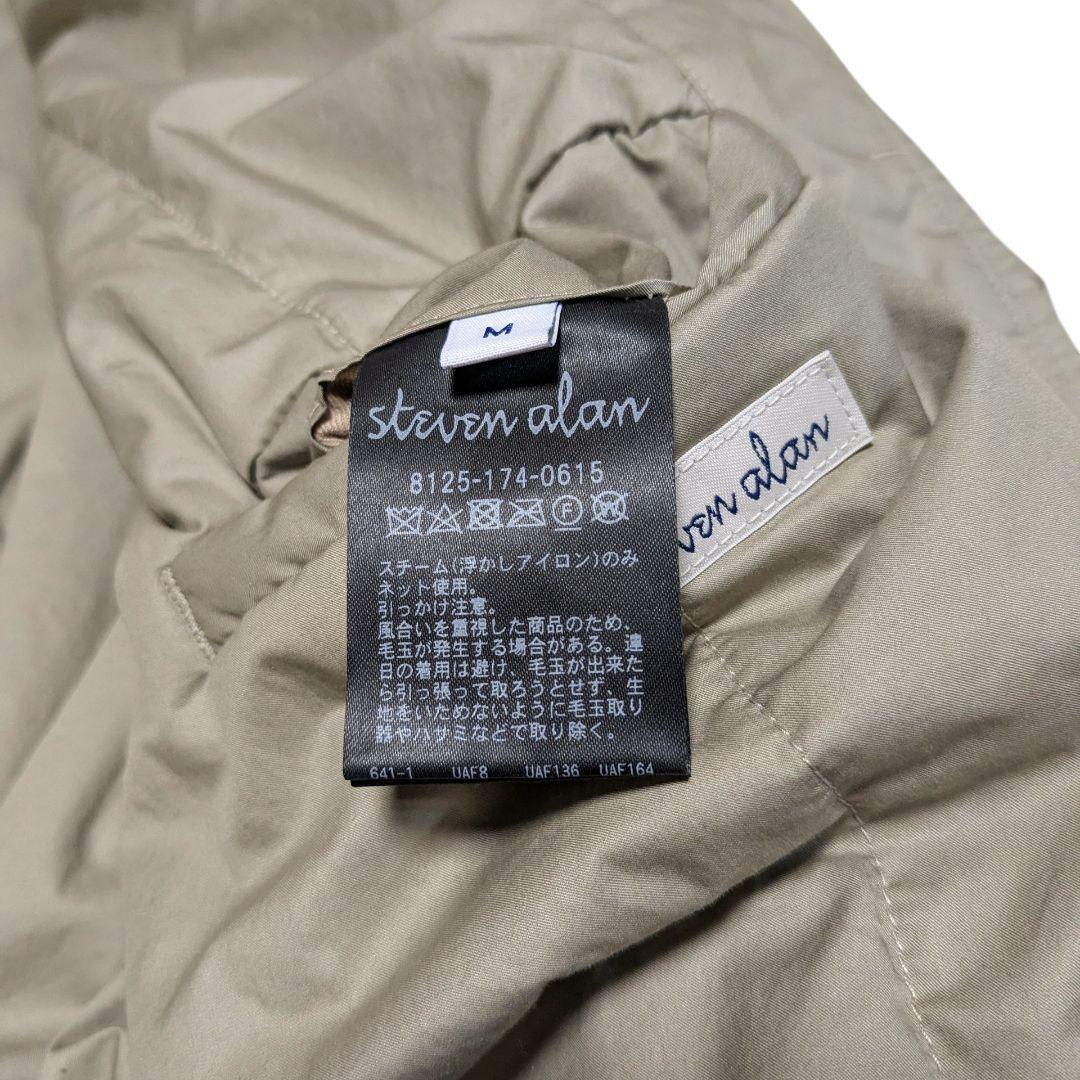 M
steven alan
8125-174-0615
F W
スチーム(浮かしアイロン)のみ
ネット使用。
引っかけ注意。
風合いを重視した商品のため、
毛玉が発生する場合がある。連
日の着用は避け、毛玉が出来た
ら引っ張って取ろうとせず、生
地をいためないように毛玉取り
器やハサミなどで取り除く。
641-1 UAF8 UAF136 UAF164
ven alan